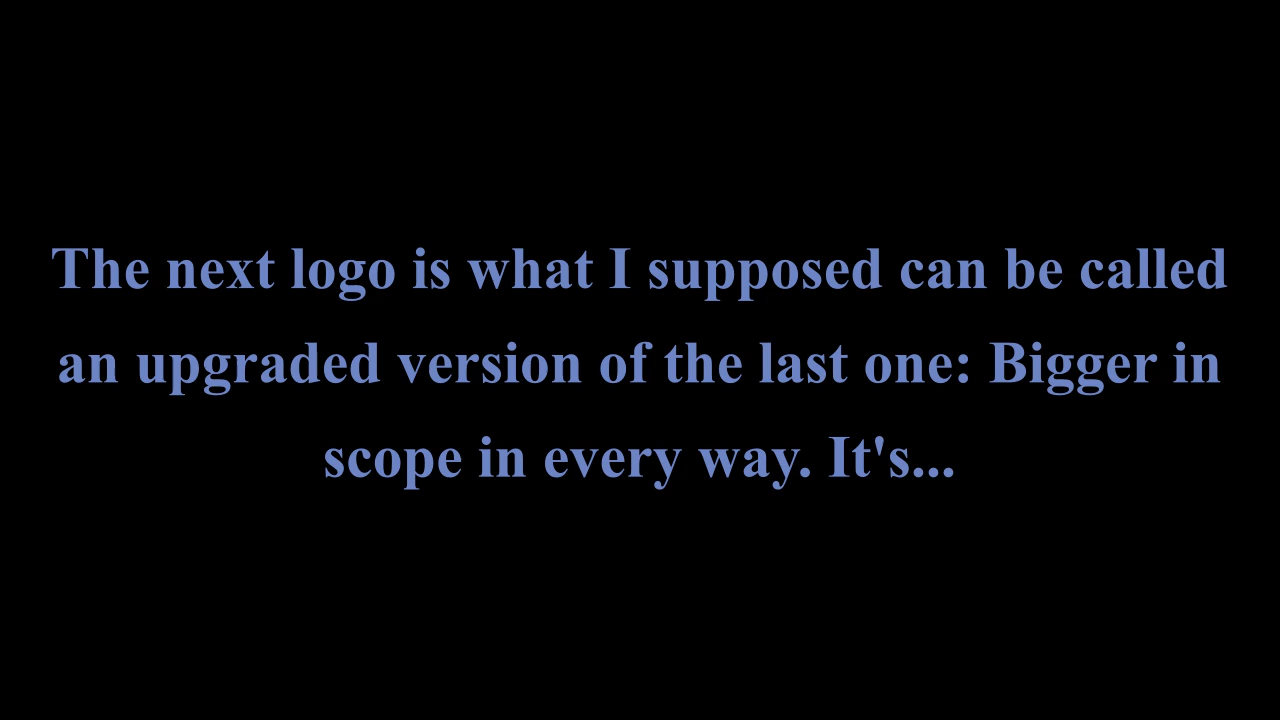 The next logo is what I supposed can be called
an upgraded version of the last one: Bigger in
scope in every way. It's...